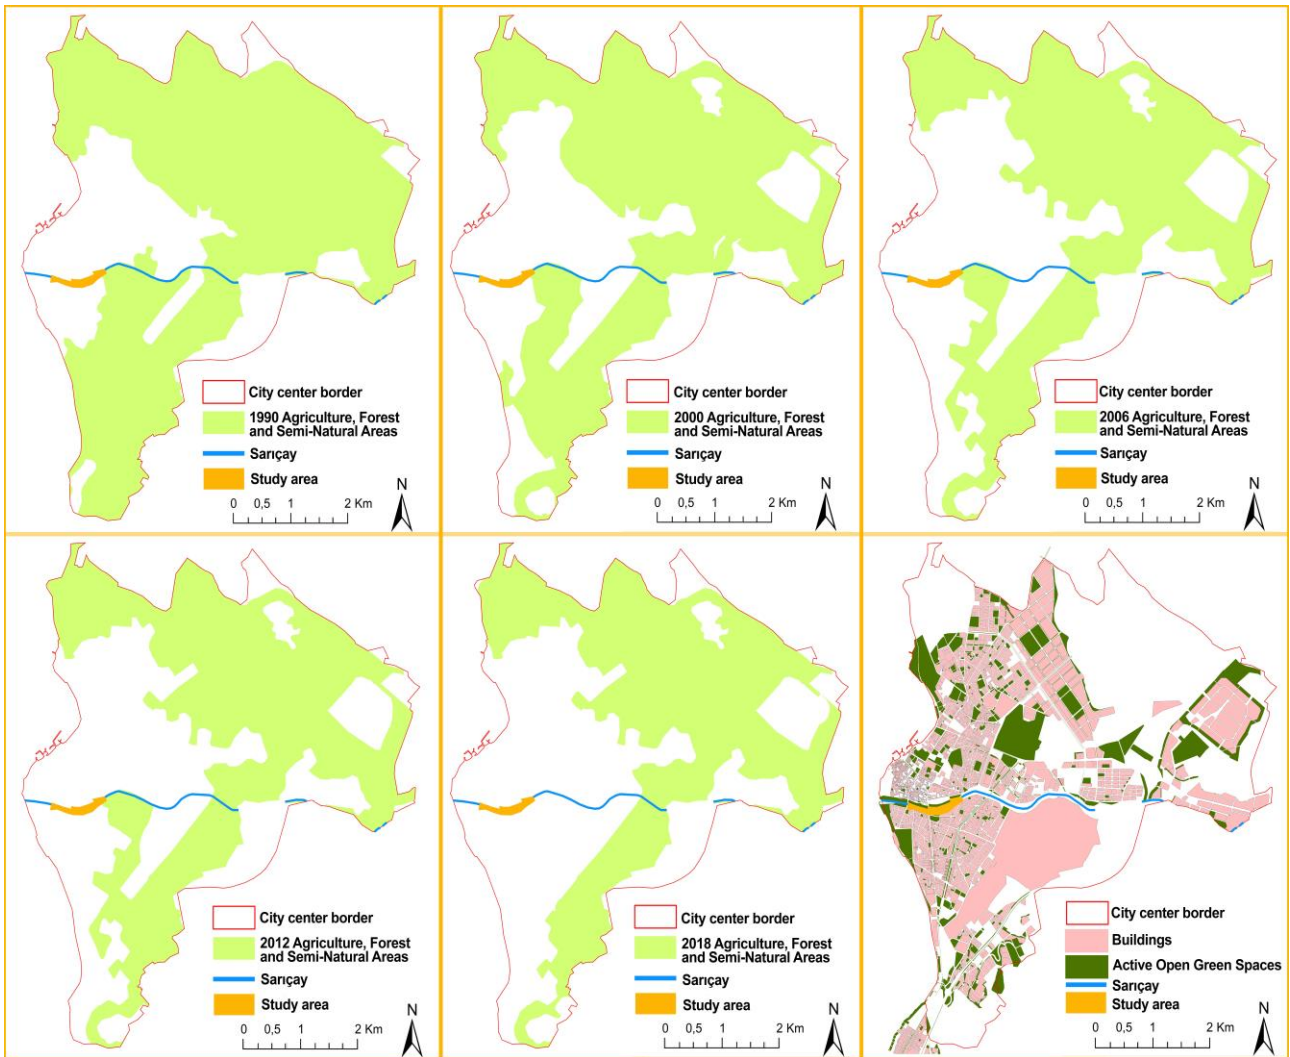 City center border
1990 Agriculture, Forest
and Semi-Natural Areas
Sarıçay
Study area
0 0,5 1 2 Km
N
City center border
2000 Agriculture, Forest
and Semi-Natural Areas
Sarıçay
Study area
0 0,5 1 2 Km
N
City center border
2006 Agriculture, Forest
and Semi-Natural Areas
Sarıçay
Study area
0 0,5 1 2 Km
N
City center border
2012 Agriculture, Forest
and Semi-Natural Areas
Sarıçay
Study area
0 0,5 1 2 Km
N
City center border
2018 Agriculture, Forest
and Semi-Natural Areas
Sarıçay
Study area
0 0,5 1 2 Km
N
City center border
Buildings
Active Open Green Spaces
Sarıçay
Study area
0 0,5 1 2 Km
N